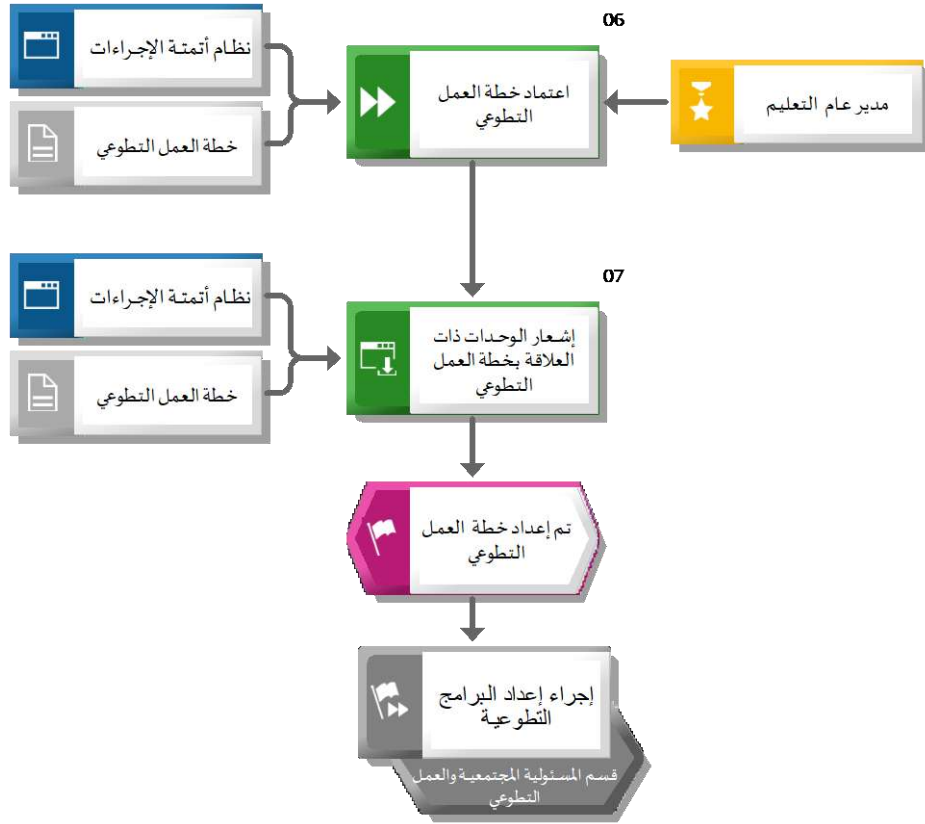 06
نظام أتمتة الإجراءات
خطة العمل التطوعي
اعتماد خطة العمل
التطوعي
مدير عام التعليم
07
نظام أتمتة الإجراءات
خطة العمل التطوعي
إشعار الوحدات ذات
العلاقة بخطة العمل
التطوعي
تم إعداد خطة العمل
التطوعي
إجراء إعداد البرامج
التطوعية
قسم المسئولية المجتمعية والعمل
التطوعي